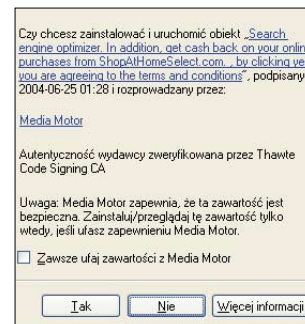 Czy chcesz zainstalować i uruchomić obiekt „Search
engine optimizer. In addition, get cash back on your onlin
purchases from ShopAtHomeSelect.com. , by clicking ye
you are agreeing to the terms and conditions", podpisany
2004-06-25 01:28 i rozprowadzany przez:
Media Motor
Autentyczność wydawcy zweryfikowana przez Thawte
Code Signing CA
Uwaga: Media Motor zapewnia, że ta zawartość jest
bezpieczna. Zainstaluj/przeglądaj tę zawartość tylko
wtedy, jeśli ufasz zapewnieniu Media Motor.
Zawsze ufaj zawartości z Media Motor
Tak Nie Więcej informacji